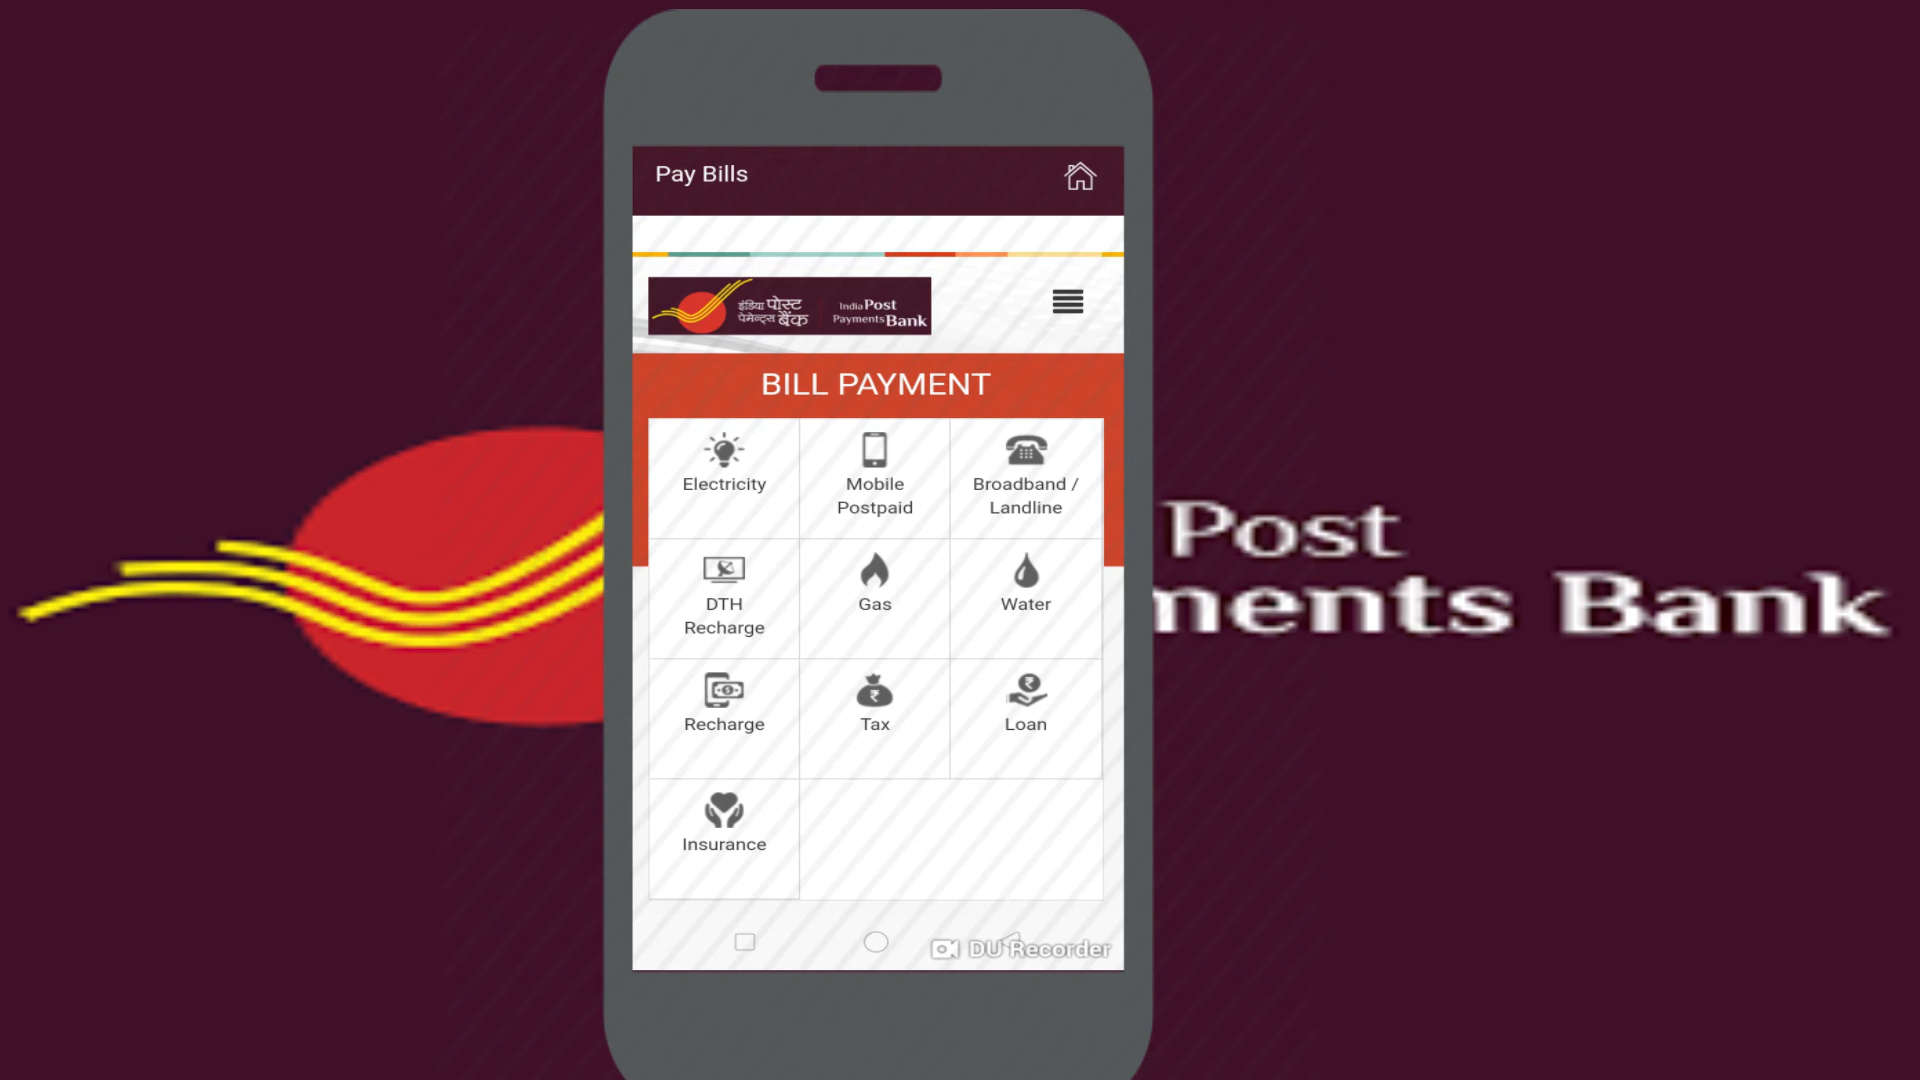 Pay Bills
इंडिया पोस्ट
पेमेन्ट्स बैंक
India Post
Payments Bank
BILL PAYMENT
Electricity
Mobile
Postpaid
Broadband /
Landline
DTH
Recharge
Gas
Water
Recharge
Tax
Loan
Insurance
DU Recorder
Post
ments Bank